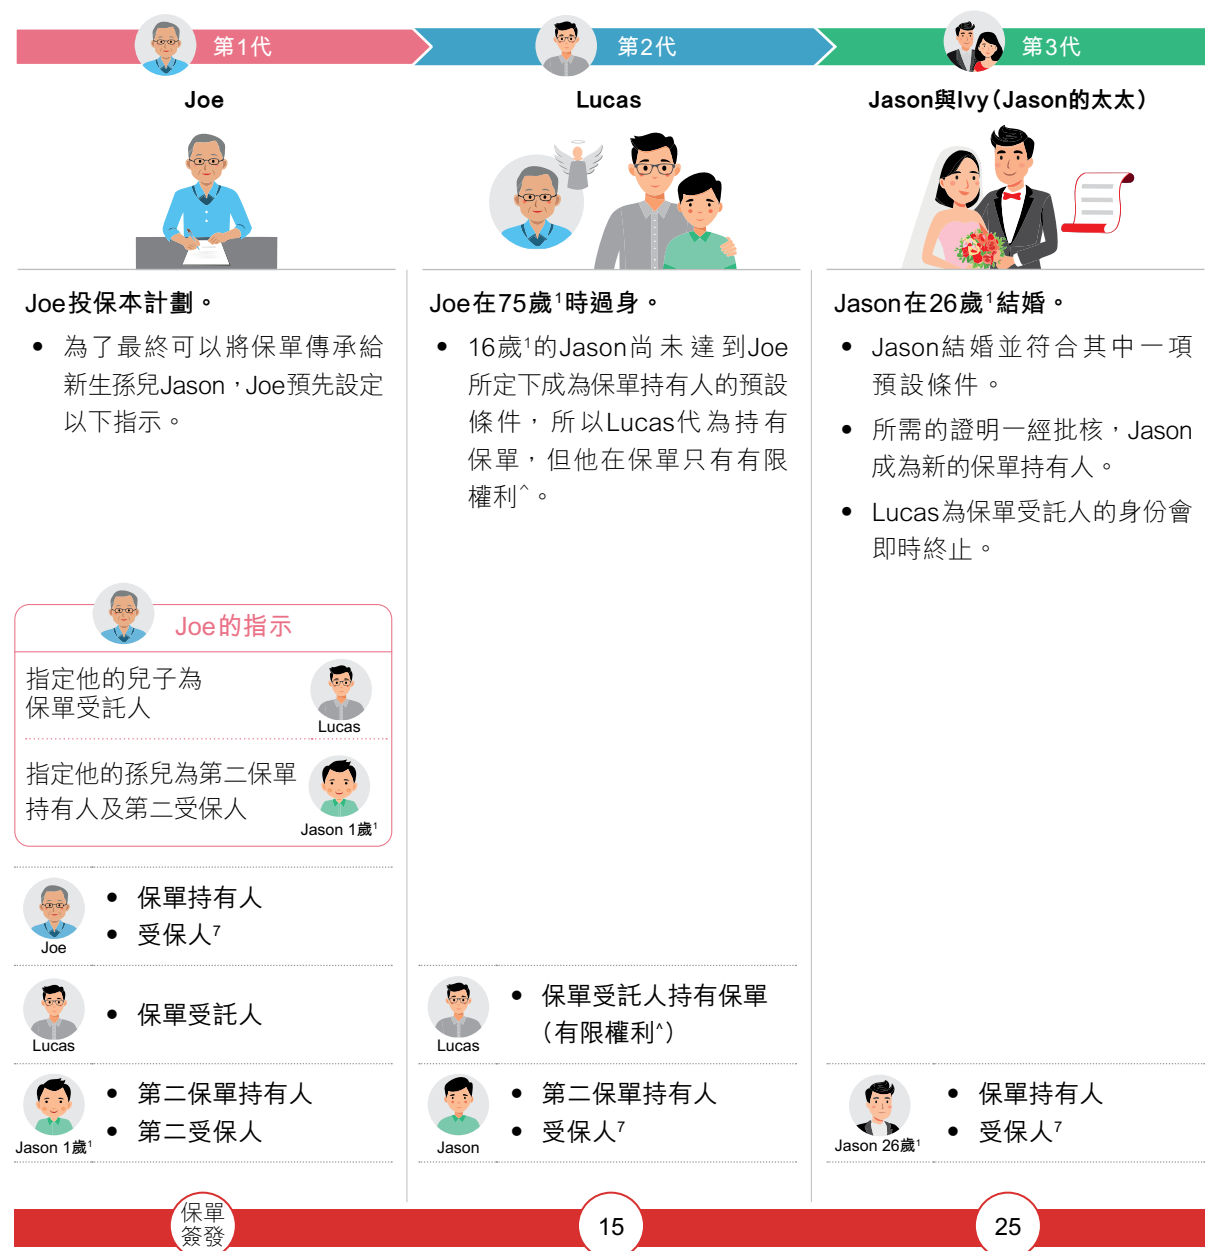 第1代
第2代
第3代
Joe
Lucas
Jason與Ivy（Jason的太太）
Joe投保本計劃。
• 為了最終可以將保單傳承給
新生孫兒Jason，Joe預先設定
以下指示。
Joe的指示
指定他的兒子為
保單受託人
Lucas
指定他的孫兒為第二保單
持有人及第二受保人
Jason 1歲¹
Joe在75歲¹時過身。
• 16歲¹的Jason尚未達到Joe
所定下成為保單持有人的預設
條件，所以Lucas代為持有
保單，但他在保單只有有限
權利^。
Jason在26歲¹結婚。
• Jason結婚並符合其中一項
預設條件。
• 所需的證明一經批核，Jason
成為新的保單持有人。
• Lucas為保單受託人的身份會
即時終止。
• 保單持有人
• 受保人⁷
Joe
• 保單受託人
Lucas
• 保單受託人持有保單
（有限權利^）
Lucas
• 第二保單持有人
• 第二受保人
Jason 1歲¹
• 第二保單持有人
• 受保人⁷
Jason
• 保單持有人
• 受保人⁷
Jason 26歲¹
保單
簽發
15
25